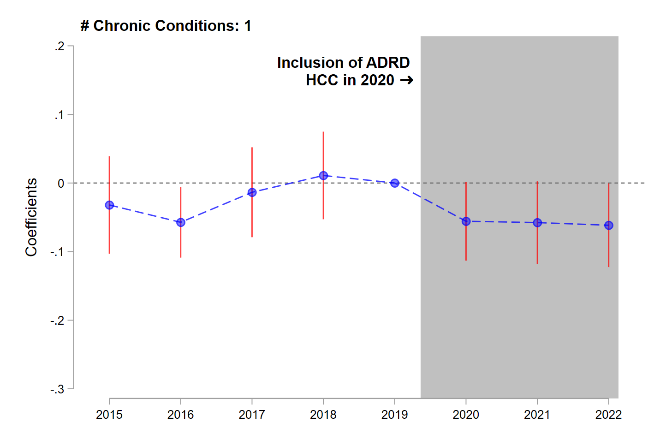 # Chronic Conditions: 1
.2
Inclusion of ADRD
HCC in 2020 →
.1
0
-.1
-.2
-.3
Coefficients
2015 2016 2017 2018 2019 2020 2021 2022